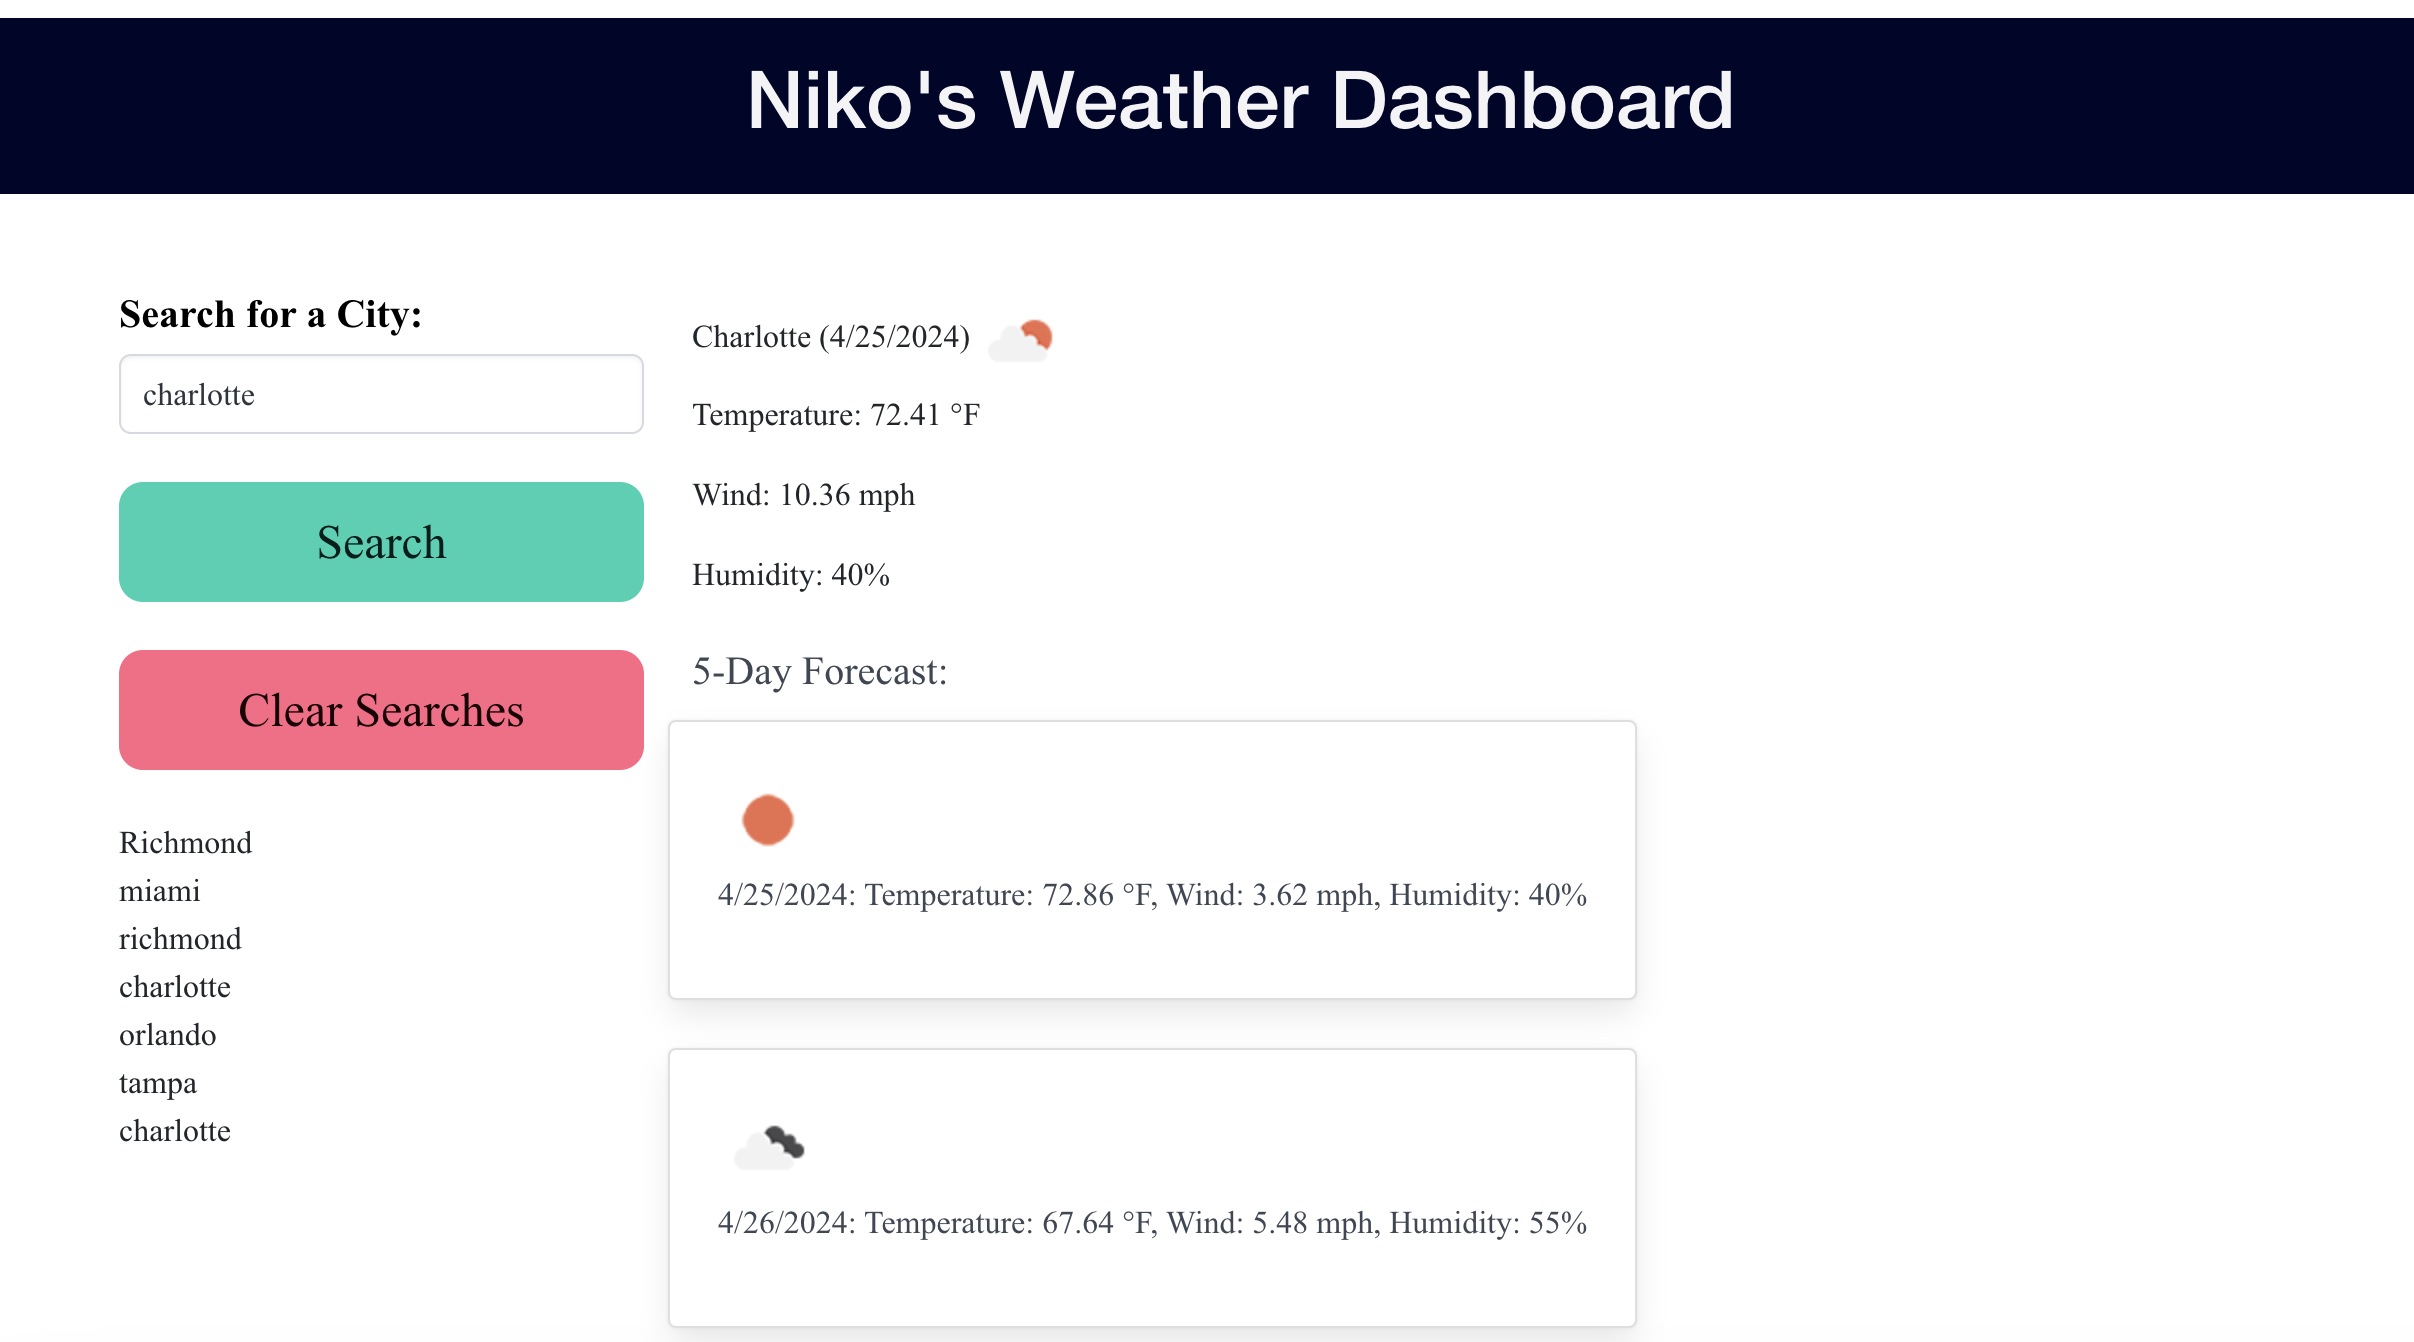 Niko's Weather Dashboard
Search for a City:
charlotte
Search
Clear Searches
Richmond
miami
richmond
charlotte
orlando
tampa
charlotte
Charlotte (4/25/2024)
Temperature: 72.41 °F
Wind: 10.36 mph
Humidity: 40%
5-Day Forecast:
4/25/2024: Temperature: 72.86 °F, Wind: 3.62 mph, Humidity: 40%
4/26/2024: Temperature: 67.64 °F, Wind: 5.48 mph, Humidity: 55%